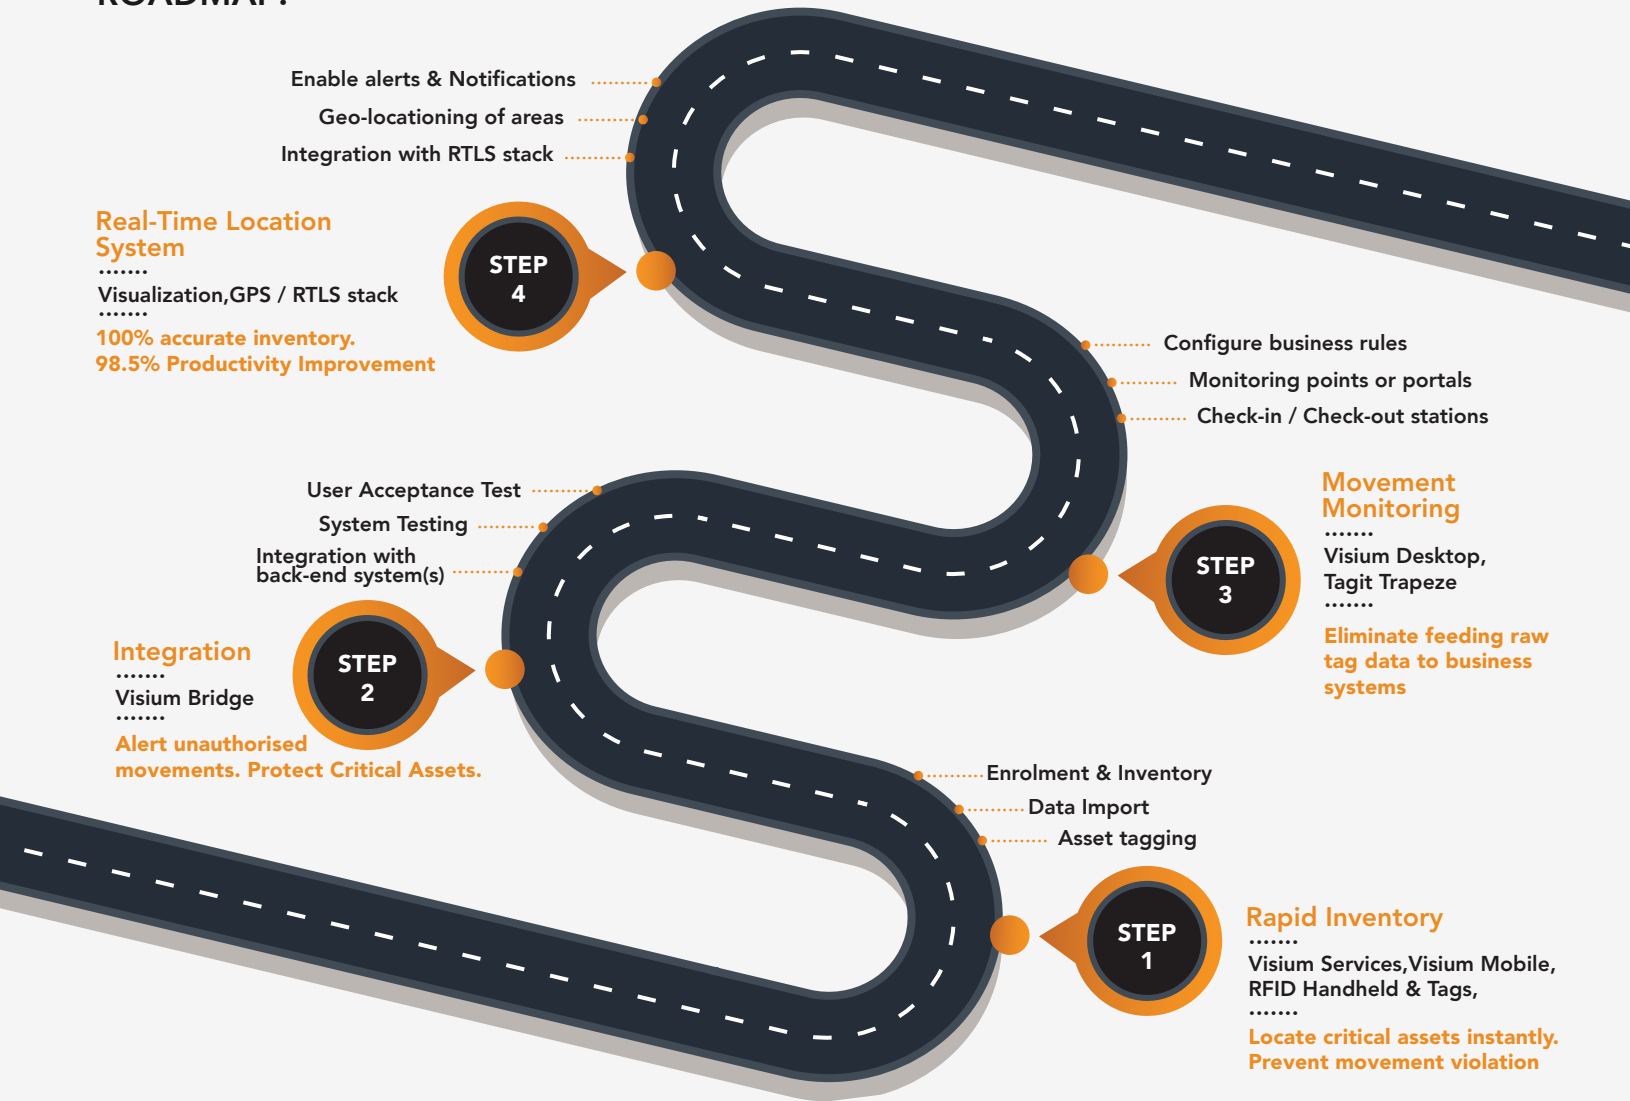 ROADMAP:
Enable alerts & Notifications
Geo-locationing of areas
Integration with RTLS stack
Real-Time Location
System
Visualization,GPS / RTLS stack
100% accurate inventory.
98.5% Productivity Improvement
STEP
4
Configure business rules
Monitoring points or portals
Check-in / Check-out stations
Movement
Monitoring
Visium Desktop,
Tagit Trapeze
Eliminate feeding raw
tag data to business
systems
STEP
3
User Acceptance Test
System Testing
Integration with
back-end system(s)
Integration
Visium Bridge
Alert unauthorised
movements. Protect Critical Assets.
STEP
2
Enrolment & Inventory
Data Import
Asset tagging
STEP
1
Rapid Inventory
Visium Services,Visium Mobile,
RFID Handheld & Tags,
Locate critical assets instantly.
Prevent movement violation